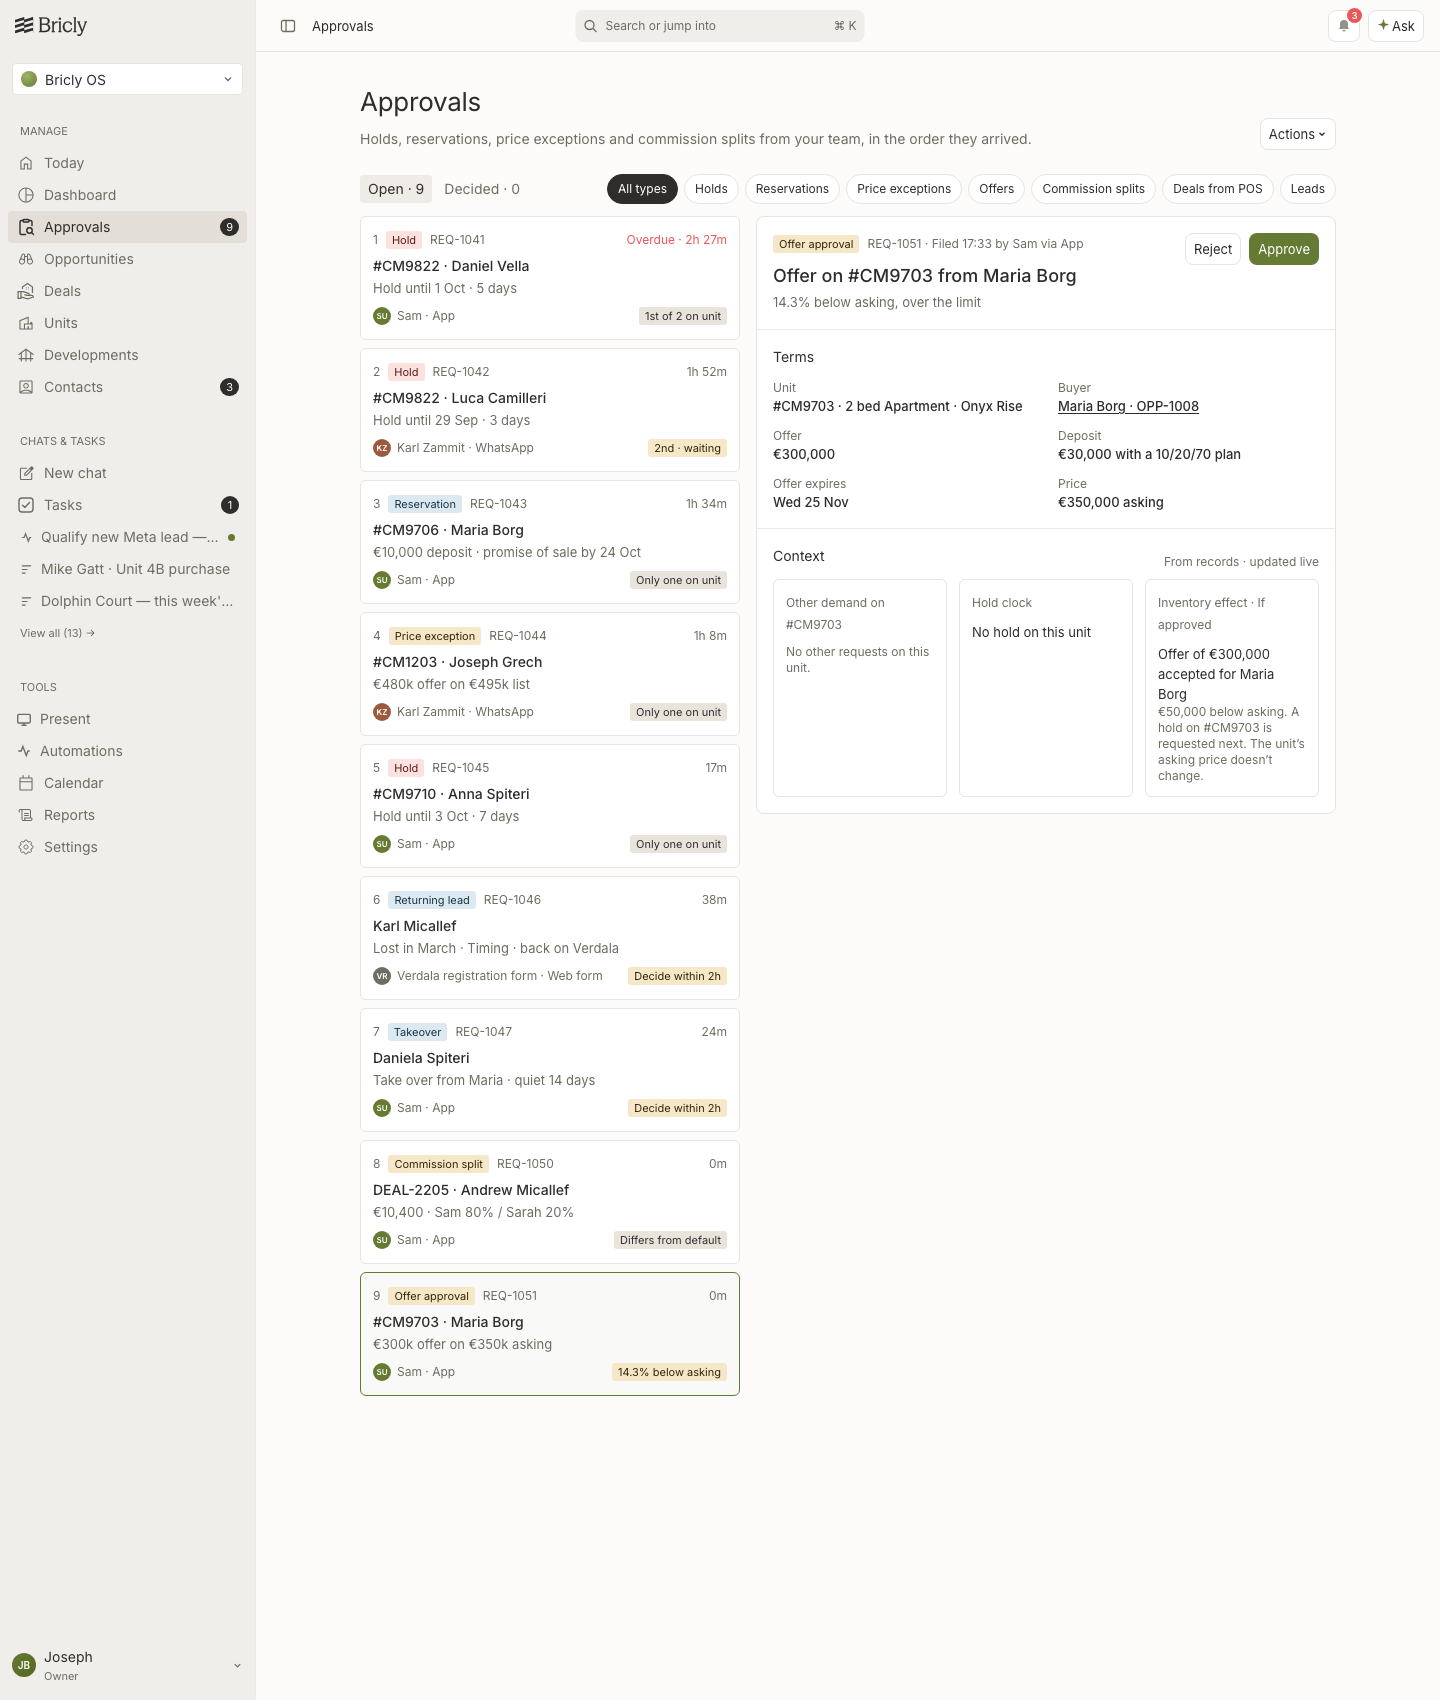 Bricly
Bricly OS
MANAGE
Today
Dashboard
Approvals 9
Opportunities
Deals
Units
Developments
Contacts 3
CHATS & TASKS
New chat
Tasks 1
Qualify new Meta lead —...
Mike Gatt · Unit 4B purchase
Dolphin Court — this week'...
View all (13) →
TOOLS
Present
Automations
Calendar
Reports
Settings
JB Joseph
Owner
Approvals
Search or jump into ⌘ K
3
Ask
Approvals
Holds, reservations, price exceptions and commission splits from your team, in the order they arrived.
Actions
Open · 9 Decided · 0
All types Holds Reservations Price exceptions Offers Commission splits Deals from POS Leads
1 Hold REQ-1041 Overdue · 2h 27m
#CM9822 · Daniel Vella
Hold until 1 Oct · 5 days
SU Sam · App 1st of 2 on unit
2 Hold REQ-1042 1h 52m
#CM9822 · Luca Camilleri
Hold until 29 Sep · 3 days
KZ Karl Zammit · WhatsApp 2nd · waiting
3 Reservation REQ-1043 1h 34m
#CM9706 · Maria Borg
€10,000 deposit · promise of sale by 24 Oct
SU Sam · App Only one on unit
4 Price exception REQ-1044 1h 8m
#CM1203 · Joseph Grech
€480k offer on €495k list
KZ Karl Zammit · WhatsApp Only one on unit
5 Hold REQ-1045 17m
#CM9710 · Anna Spiteri
Hold until 3 Oct · 7 days
SU Sam · App Only one on unit
6 Returning lead REQ-1046 38m
Karl Micallef
Lost in March · Timing · back on Verdala
VR Verdala registration form · Web form Decide within 2h
7 Takeover REQ-1047 24m
Daniela Spiteri
Take over from Maria · quiet 14 days
SU Sam · App Decide within 2h
8 Commission split REQ-1050 0m
DEAL-2205 · Andrew Micallef
€10,400 · Sam 80% / Sarah 20%
SU Sam · App Differs from default
9 Offer approval REQ-1051 0m
#CM9703 · Maria Borg
€300k offer on €350k asking
SU Sam · App 14.3% below asking
Offer approval REQ-1051 · Filed 17:33 by Sam via App
Reject Approve
Offer on #CM9703 from Maria Borg
14.3% below asking, over the limit
Terms
Unit Buyer
#CM9703 · 2 bed Apartment · Onyx Rise Maria Borg · OPP-1008
Offer Deposit
€300,000 €30,000 with a 10/20/70 plan
Offer expires Price
Wed 25 Nov €350,000 asking
Context From records · updated live
Other demand on
#CM9703
No other requests on this
unit.
Hold clock
No hold on this unit
Inventory effect · If
approved
Offer of €300,000
accepted for Maria
Borg
€50,000 below asking. A
hold on #CM9703 is
requested next. The unit’s
asking price doesn’t
change.